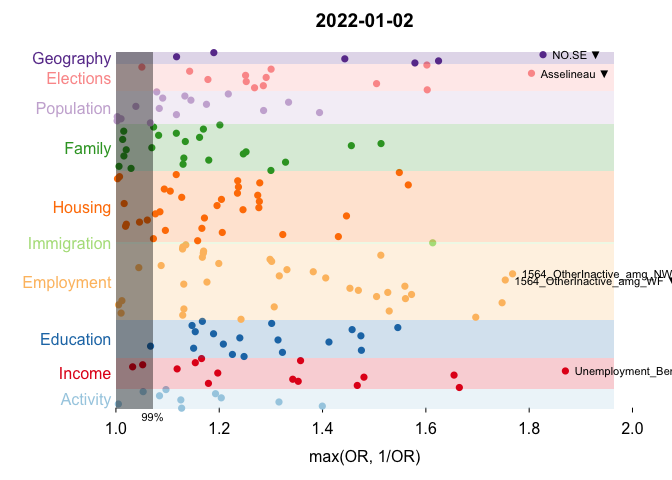 2022-01-02
Geography
NO.SE ▼
Elections
Asselineau ▼
Population
Family
Housing
Immigration
Employment
1564_OtherInactive_amg_NW
1564_OtherInactive_amg_WF ▼
Education
Income
Unemployment_Ber
Activity
99%
1.0 1.2 1.4 1.6 1.8 2.0
max(OR, 1/OR)